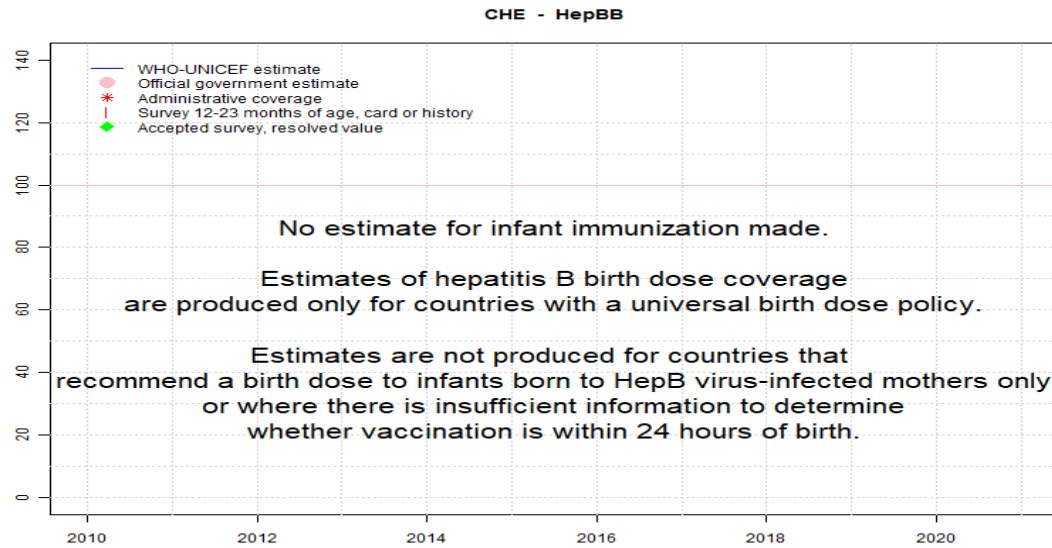 CHE - HepBB
WHO-UNICEF estimate
Official government estimate
Administrative coverage
Survey 12-23 months of age, card or history
Accepted survey, resolved value
140
120
100
80
60
40
20
0
No estimate for infant immunization made.
Estimates of hepatitis B birth dose coverage
are produced only for countries with a universal birth dose policy.
Estimates are not produced for countries that
recommend a birth dose to infants born to HepB virus-infected mothers only
or where there is insufficient information to determine
whether vaccination is within 24 hours of birth.
2010 2012 2014 2016 2018 2020